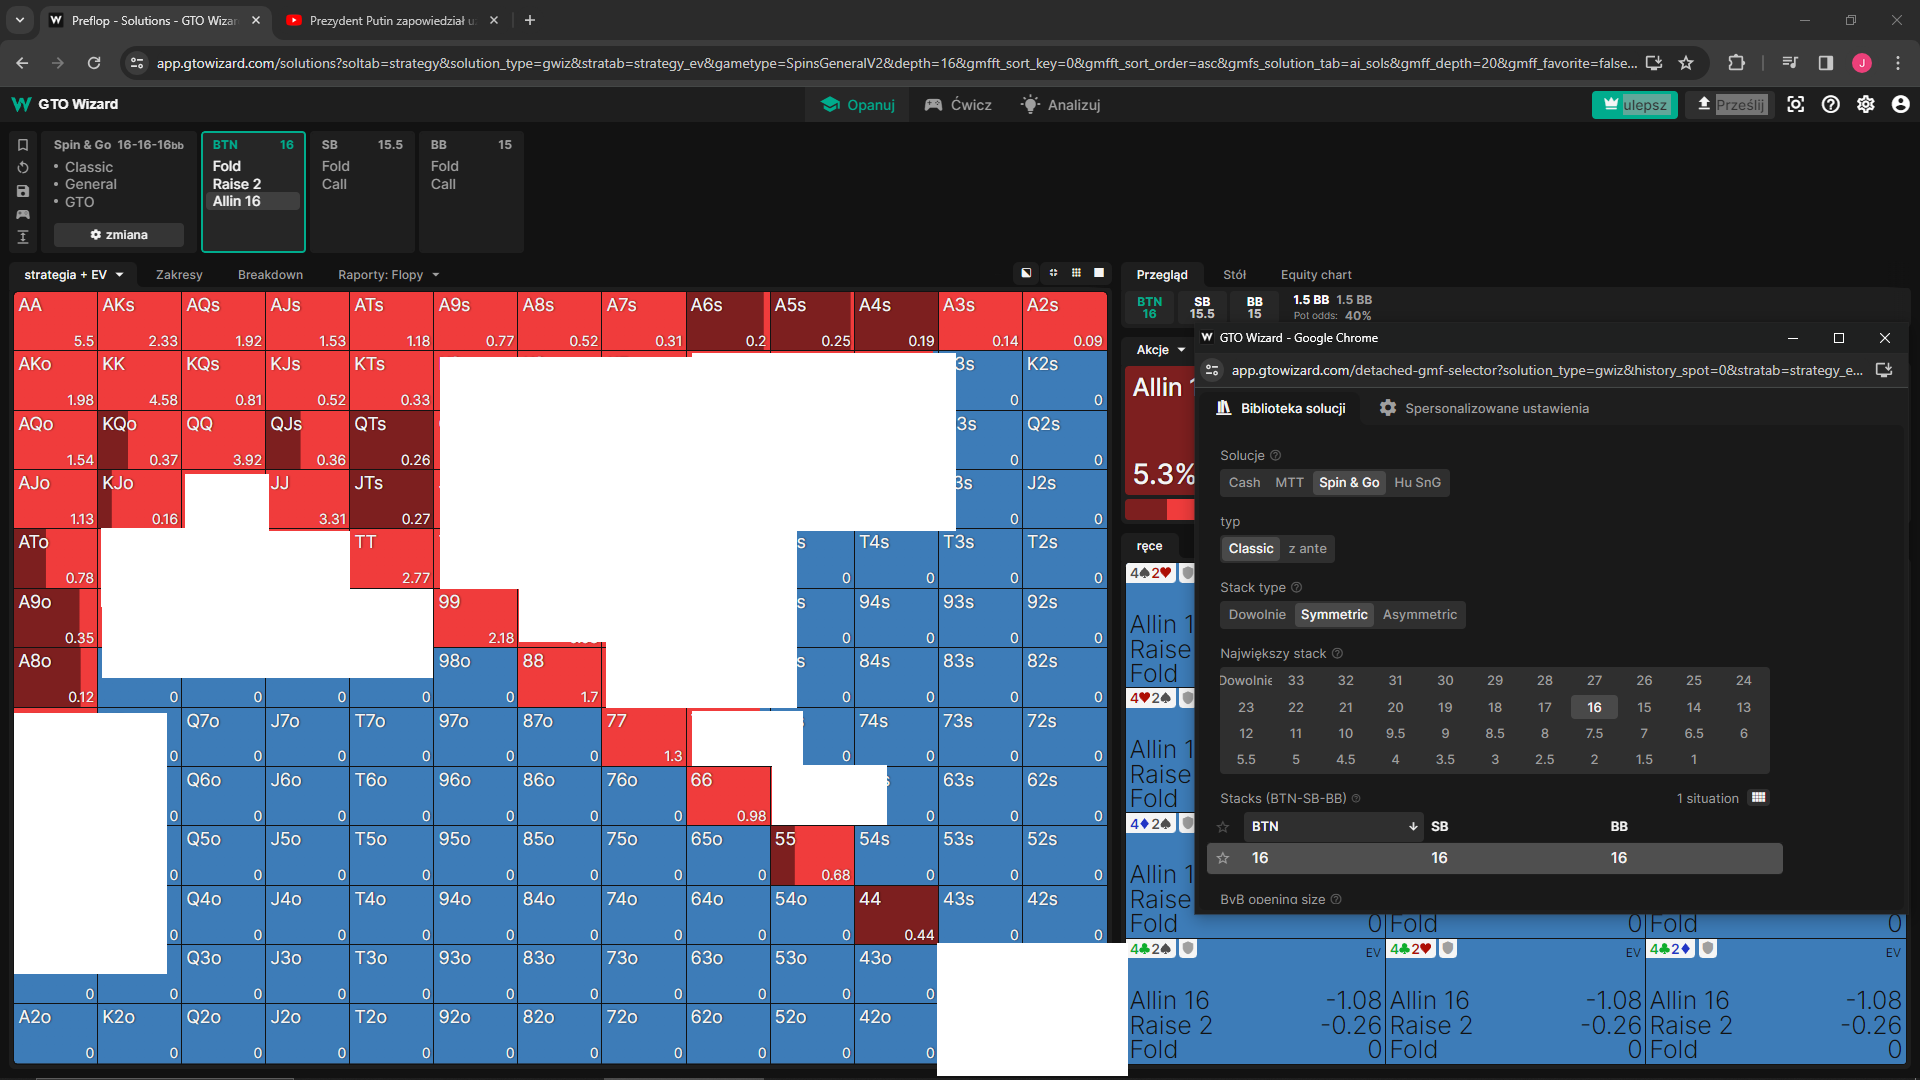 Preflop - Solutions - GTO Wizar
Prezydent Putin zapowiedział u
app.gtowizard.com/solutions?soltab=strategy&solution_type=gwiz&stratab=strategy_ev&gametype=SpinsGeneralV2&depth=16&gmfft_sort_key=0&gmfft_sort_order=asc&gmfs_solution_tab=ai_sols&gmff_depth=20&gmff_favorite=false...
J
GTO Wizard
Opanuj
Ćwicz
Analizuj
ulepsz
Prześlij
Spin & Go 16-16-16bb
• Classic
• General
• GTO
zmiana
BTN 16
Fold
Raise 2
Allin 16
SB 15.5
Fold
Call
BB 15
Fold
Call
strategia + EV
Zakresy
Breakdown
Raporty: Flopy
AA AKs AQs AJs ATs A9s A8s A7s A6s A5s A4s A3s A2s
5.5 2.33 1.92 1.53 1.18 0.77 0.52 0.31 0.2 0.25 0.19 0.14 0.09
AKo KK KQs KJs KTs 3s K2s
1.98 4.58 0.81 0.52 0.33 0 0
AQo KQo QQ QJs QTs 3s Q2s
1.54 0.37 3.92 0.36 0.26 0 0
AJo KJo JJ JTs 3s J2s
1.13 0.16 3.31 0.27 0 0
ATo TT s T4s T3s T2s
0.78 2.77 0 0 0 0
A9o 99 s 94s 93s 92s
0.35 2.18 0 0 0 0
A8o 98o 88 s 84s 83s 82s
0.12 0 0 0 0 0 1.7 0 0 0 0
Q7o J7o T7o 97o 87o 77 74s 73s 72s
0 0 0 0 0 0 1.3 0 0 0 0
Q6o J6o T6o 96o 86o 76o 66 63s 62s
0 0 0 0 0 0 0 0.98 0 0 0
Q5o J5o T5o 95o 85o 75o 65o 55 54s 53s 52s
0 0 0 0 0 0 0 0 0.68 0 0 0
Q4o J4o T4o 94o 84o 74o 64o 54o 44 43s 42s
0 0 0 0 0 0 0 0 0 0.44 0 0
Q3o J3o T3o 93o 83o 73o 63o 53o 43o
0 0 0 0 0 0 0 0 0 0 0
A2o K2o Q2o J2o T2o 92o 82o 72o 62o 52o 42o
0 0 0 0 0 0 0 0 0 0 0
Przegląd
Stół
Equity chart
BTN 16
SB 15.5
BB 15
1.5 BB 1.5 BB
Pot odds: 40%
Akcje
Allin 1
5.3%
ręce
4♠2♥
Allin 1
Raise
Fold
4♥2♠
Allin 1
Raise
Fold
4♦2♠
Allin 1
Raise
Fold 0
Fold 0
Fold 0
4♣2♠ EV
Allin 16 -1.08
Raise 2 -0.26
Fold 0
4♣2♥ EV
Allin 16 -1.08
Raise 2 -0.26
Fold 0
4♣2♦ EV
Allin 16 -1.08
Raise 2 -0.26
Fold 0
GTO Wizard - Google Chrome
app.gtowizard.com/detached-gmf-selector?solution_type=gwiz&history_spot=0&stratab=strategy_e...
Biblioteka solucji
Spersonalizowane ustawienia
Solucje
Cash MTT Spin & Go Hu SnG
typ
Classic z ante
Stack type
Dowolnie Symmetric Asymmetric
Największy stack
Dowolnie 33 32 31 30 29 28 27 26 25 24
23 22 21 20 19 18 17 16 15 14 13
12 11 10 9.5 9 8.5 8 7.5 7 6.5 6
5.5 5 4.5 4 3.5 3 2.5 2 1.5 1
Stacks (BTN-SB-BB) 1 situation
BTN SB BB
16 16 16
BvB opening size